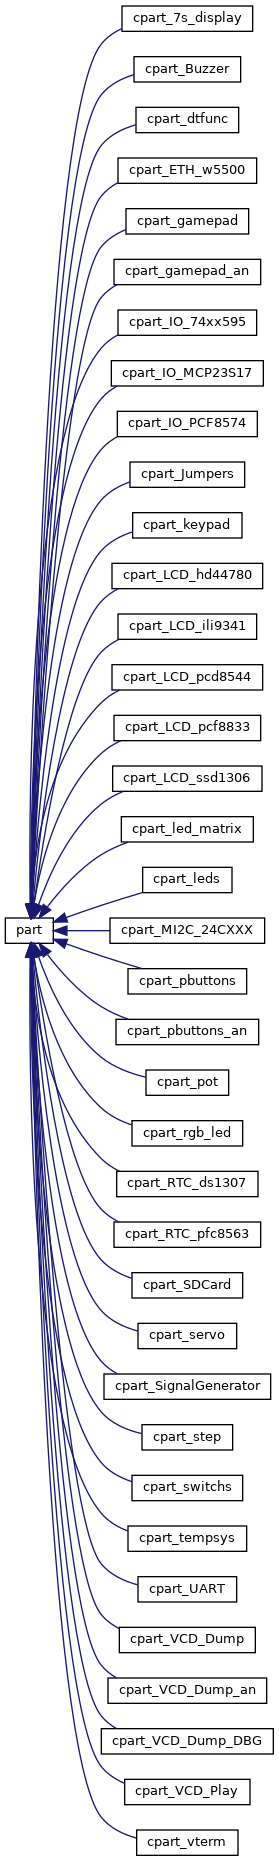 cpart_7s_display
cpart_Buzzer
cpart_dtfunc
cpart_ETH_w5500
cpart_gamepad
cpart_gamepad_an
cpart_IO_74xx595
cpart_IO_MCP23S17
cpart_IO_PCF8574
cpart_Jumpers
cpart_keypad
cpart_LCD_hd44780
cpart_LCD_ili9341
cpart_LCD_pcd8544
cpart_LCD_pcf8833
cpart_LCD_ssd1306
cpart_led_matrix
cpart_leds
part
cpart_MI2C_24CXXX
cpart_pbuttons
cpart_pbuttons_an
cpart_pot
cpart_rgb_led
cpart_RTC_ds1307
cpart_RTC_pfc8563
cpart_SDCard
cpart_servo
cpart_SignalGenerator
cpart_step
cpart_switchs
cpart_tempsys
cpart_UART
cpart_VCD_Dump
cpart_VCD_Dump_an
cpart_VCD_Dump_DBG
cpart_VCD_Play
cpart_vterm